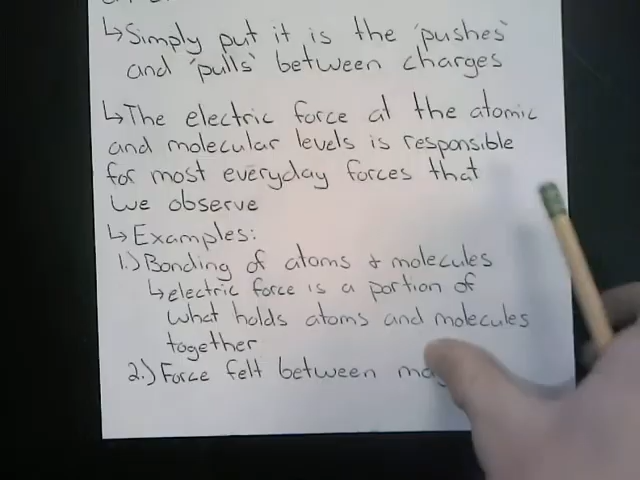 ↳Simply put it is the 'pushes'
and 'pulls' between charges
↳The electric force at the atomic
and molecular levels is responsible
for most everyday forces that
we observe
↳Examples:
1.) Bonding of atoms & molecules
↳electric force is a portion of
what holds atoms and molecules
together
2.) Force felt between